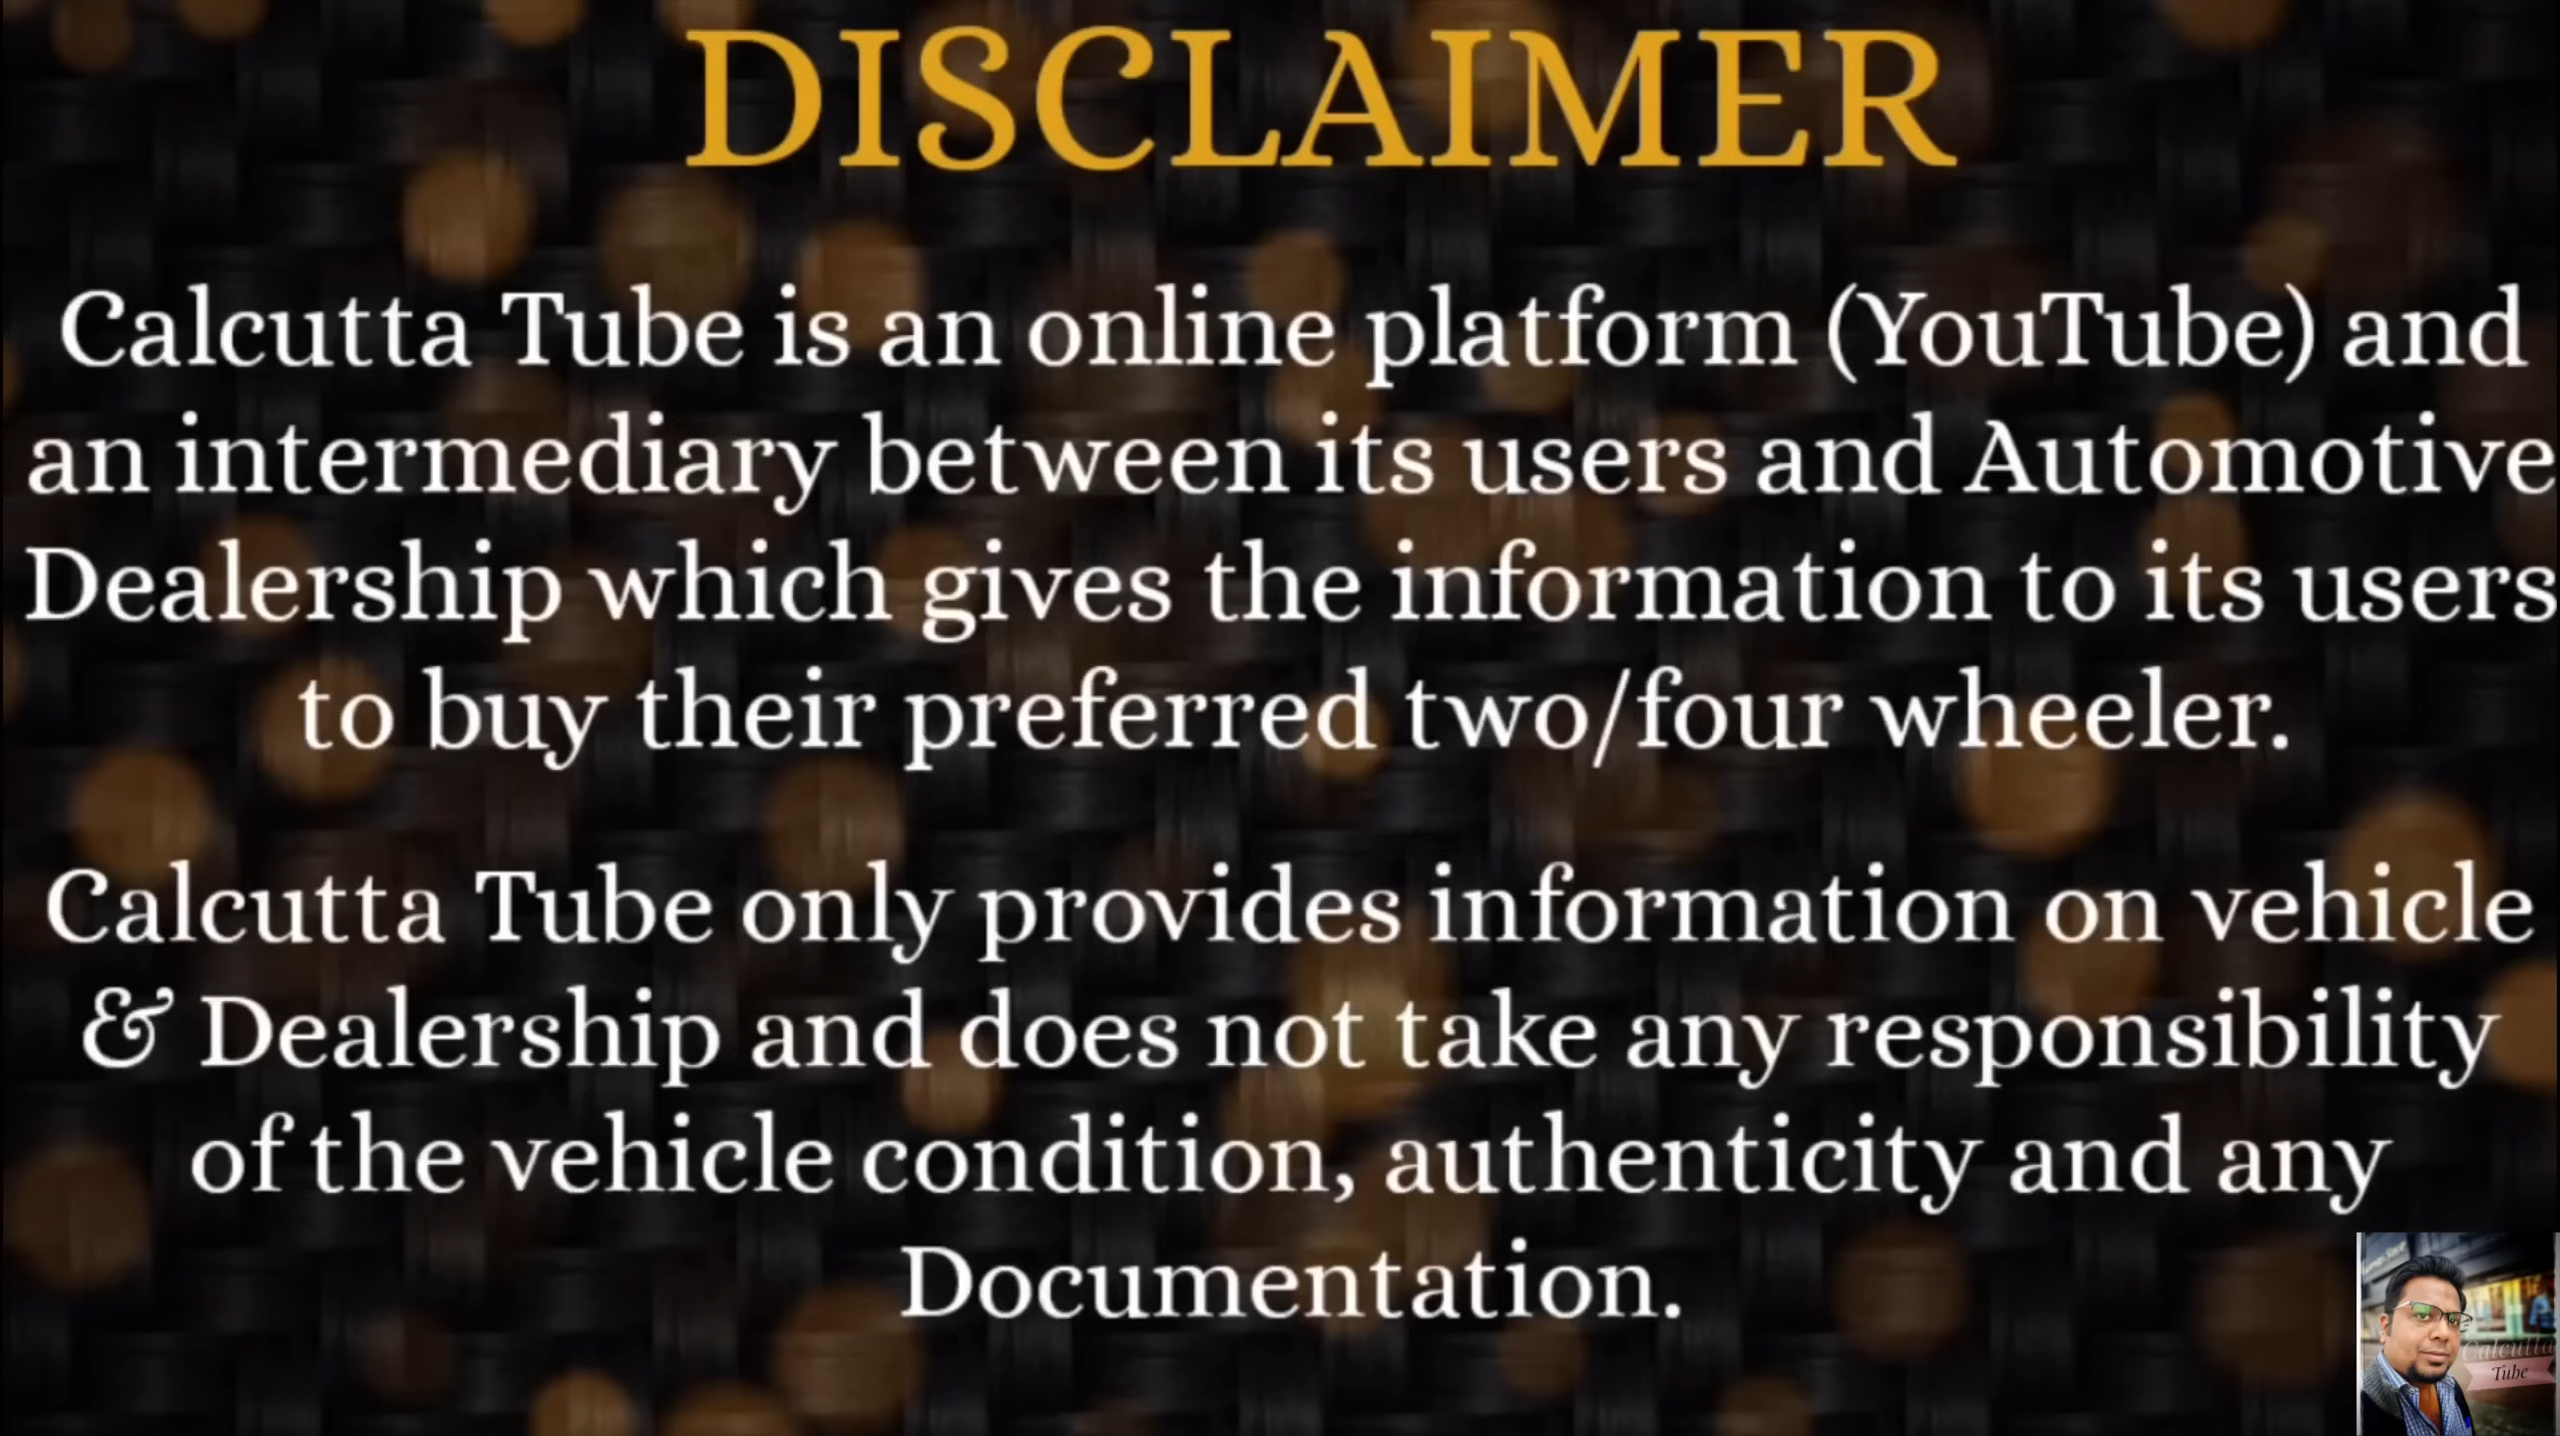 DISCLAIMER
Calcutta Tube is an online platform (YouTube) and
an intermediary between its users and Automotive
Dealership which gives the information to its users
to buy their preferred two/four wheeler.
Calcutta Tube only provides information on vehicle
& Dealership and does not take any responsibility
of the vehicle condition, authenticity and any
Documentation.
Calcutta
Tube